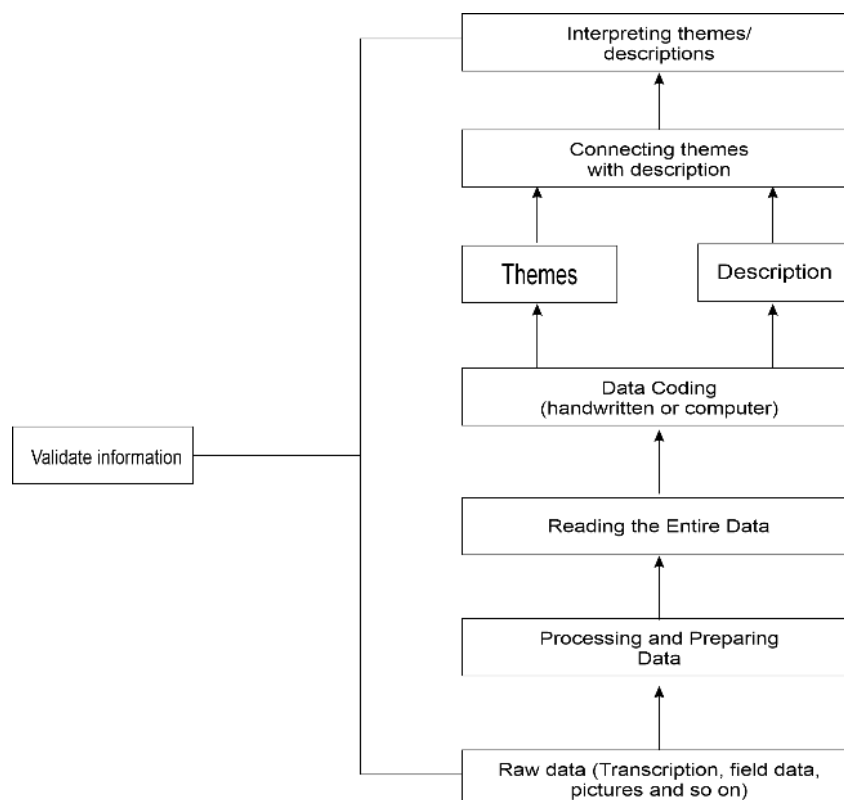 Interpreting themes/
descriptions
Connecting themes
with description
Themes
Description
Data Coding
(handwritten or computer)
Validate information
Reading the Entire Data
Processing and Preparing
Data
Raw data (Transcription, field data,
pictures and so on)